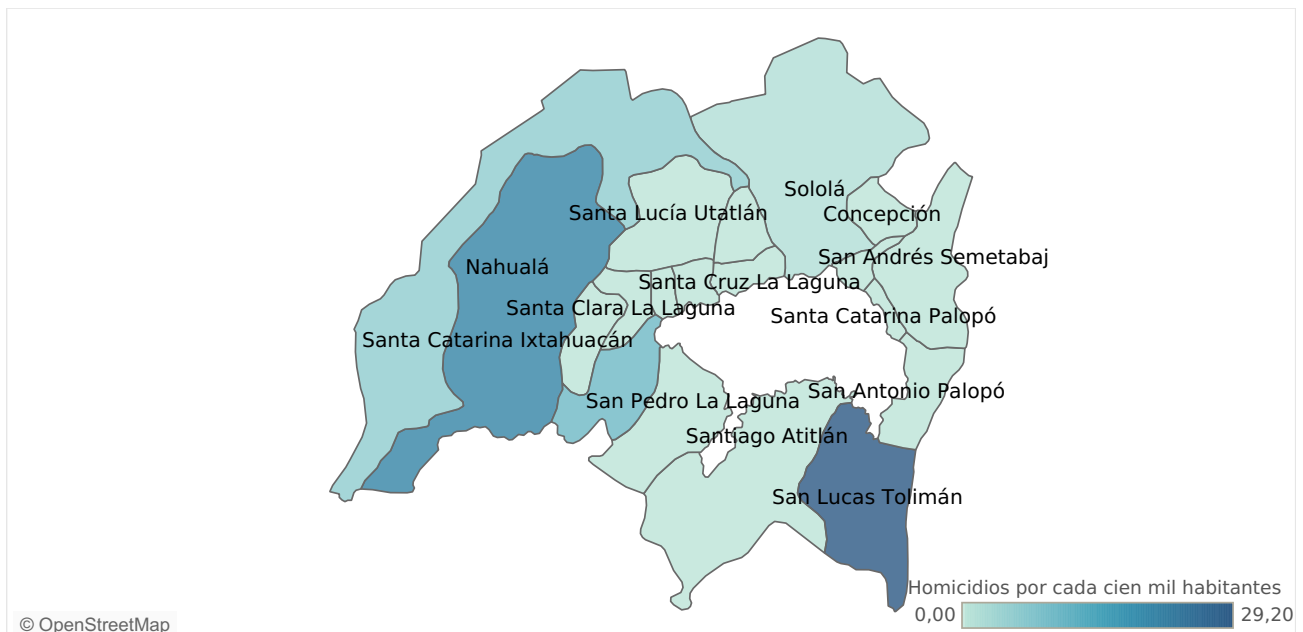 Sololá
Santa Lucía Utatlán
Concepción
San Andrés Semetabaj
Nahualá
Santa Cruz La Laguna
Santa Clara La Laguna
Santa Catarina Palopó
Santa Catarina Ixtahuacán
San Antonio Palopó
San Pedro La Laguna
Santiago Atitlán
San Lucas Tolimán
Homicidios por cada cien mil habitantes
0,00 29,20
© OpenStreetMap